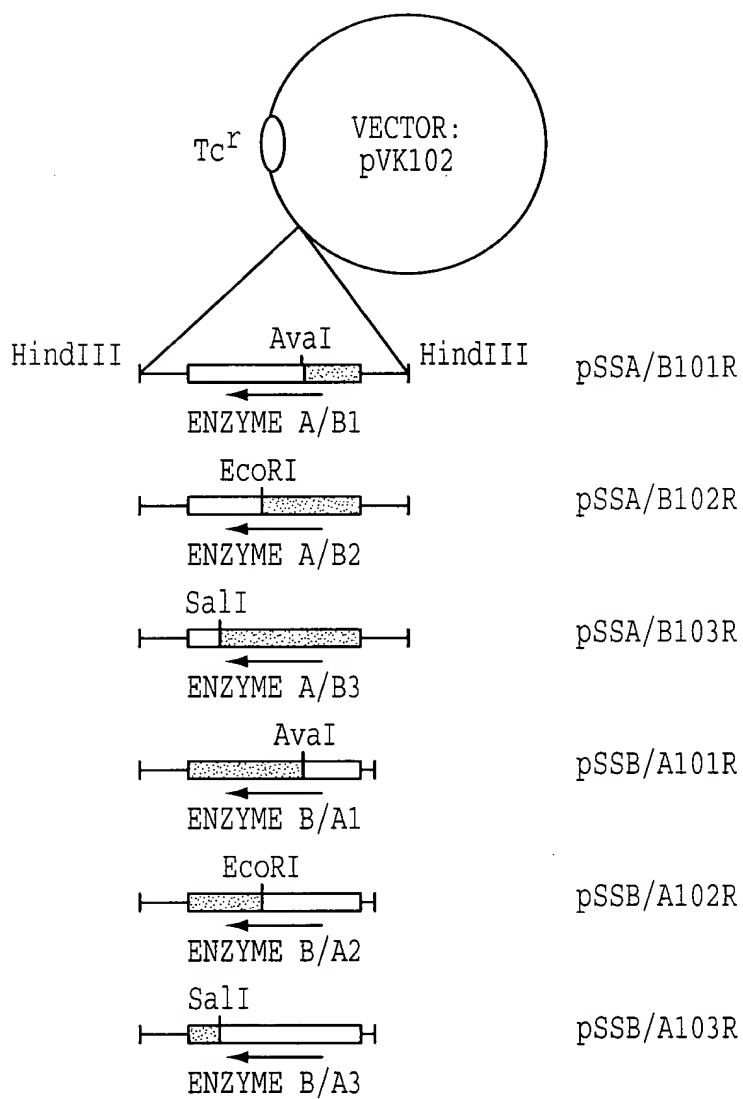 VECTOR:
pVK102
Tcʳ
AvaI
HindIII HindIII pSSA/B101R
ENZYME A/B1
EcoRI
pSSA/B102R
ENZYME A/B2
SalI
pSSA/B103R
ENZYME A/B3
AvaI
pSSB/A101R
ENZYME B/A1
EcoRI
pSSB/A102R
ENZYME B/A2
SalI
pSSB/A103R
ENZYME B/A3